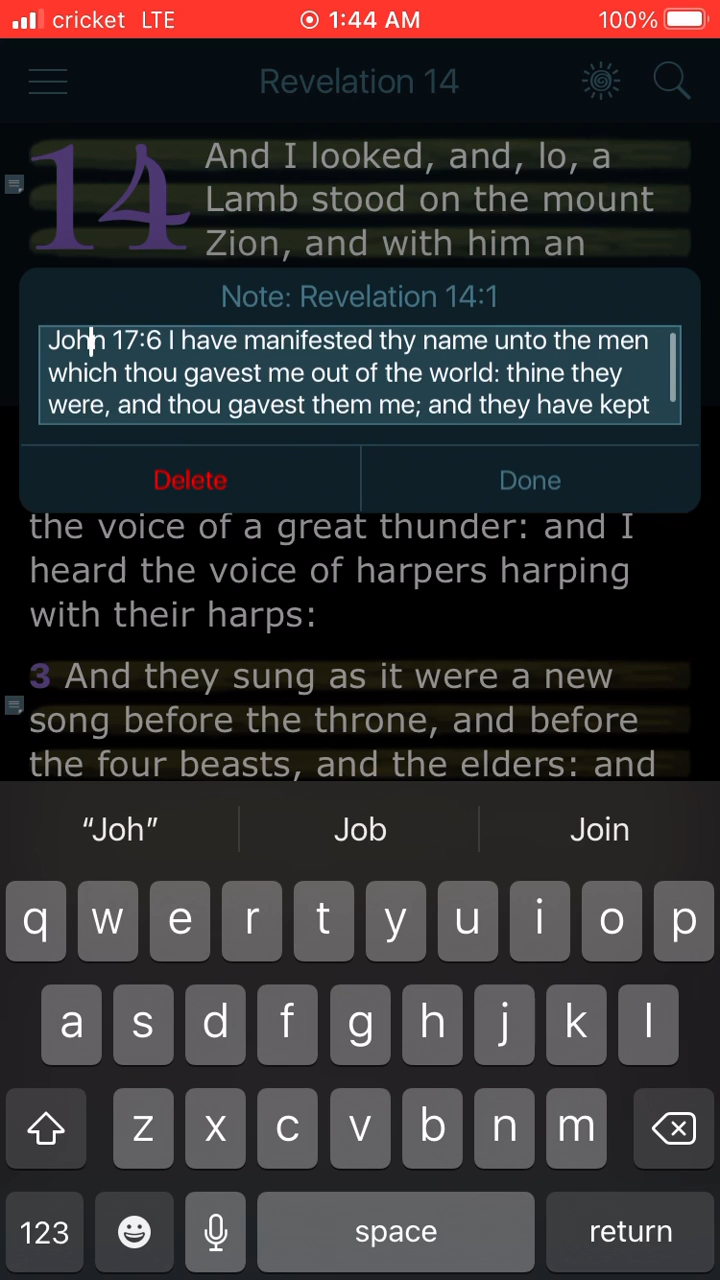 cricket LTE 1:44 AM 100%
Revelation 14
14 And I looked, and, lo, a
Lamb stood on the mount
Zion, and with him an
Note: Revelation 14:1
John 17:6 I have manifested thy name unto the men
which thou gavest me out of the world: thine they
were, and thou gavest them me; and they have kept
Delete Done
the voice of a great thunder: and I
heard the voice of harpers harping
with their harps:
3 And they sung as it were a new
song before the throne, and before
the four beasts, and the elders: and
“Joh” Job Join
q w e r t y u i o p
a s d f g h j k l
z x c v b n m
123 space return